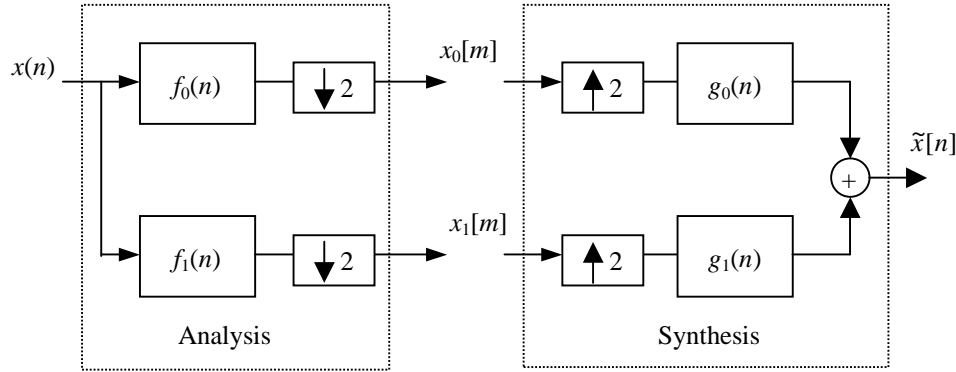 x(n)
f₀(n)
2
x₀[m]
2
g₀(n)
x̃[n]
+
f₁(n)
2
x₁[m]
2
g₁(n)
Analysis
Synthesis